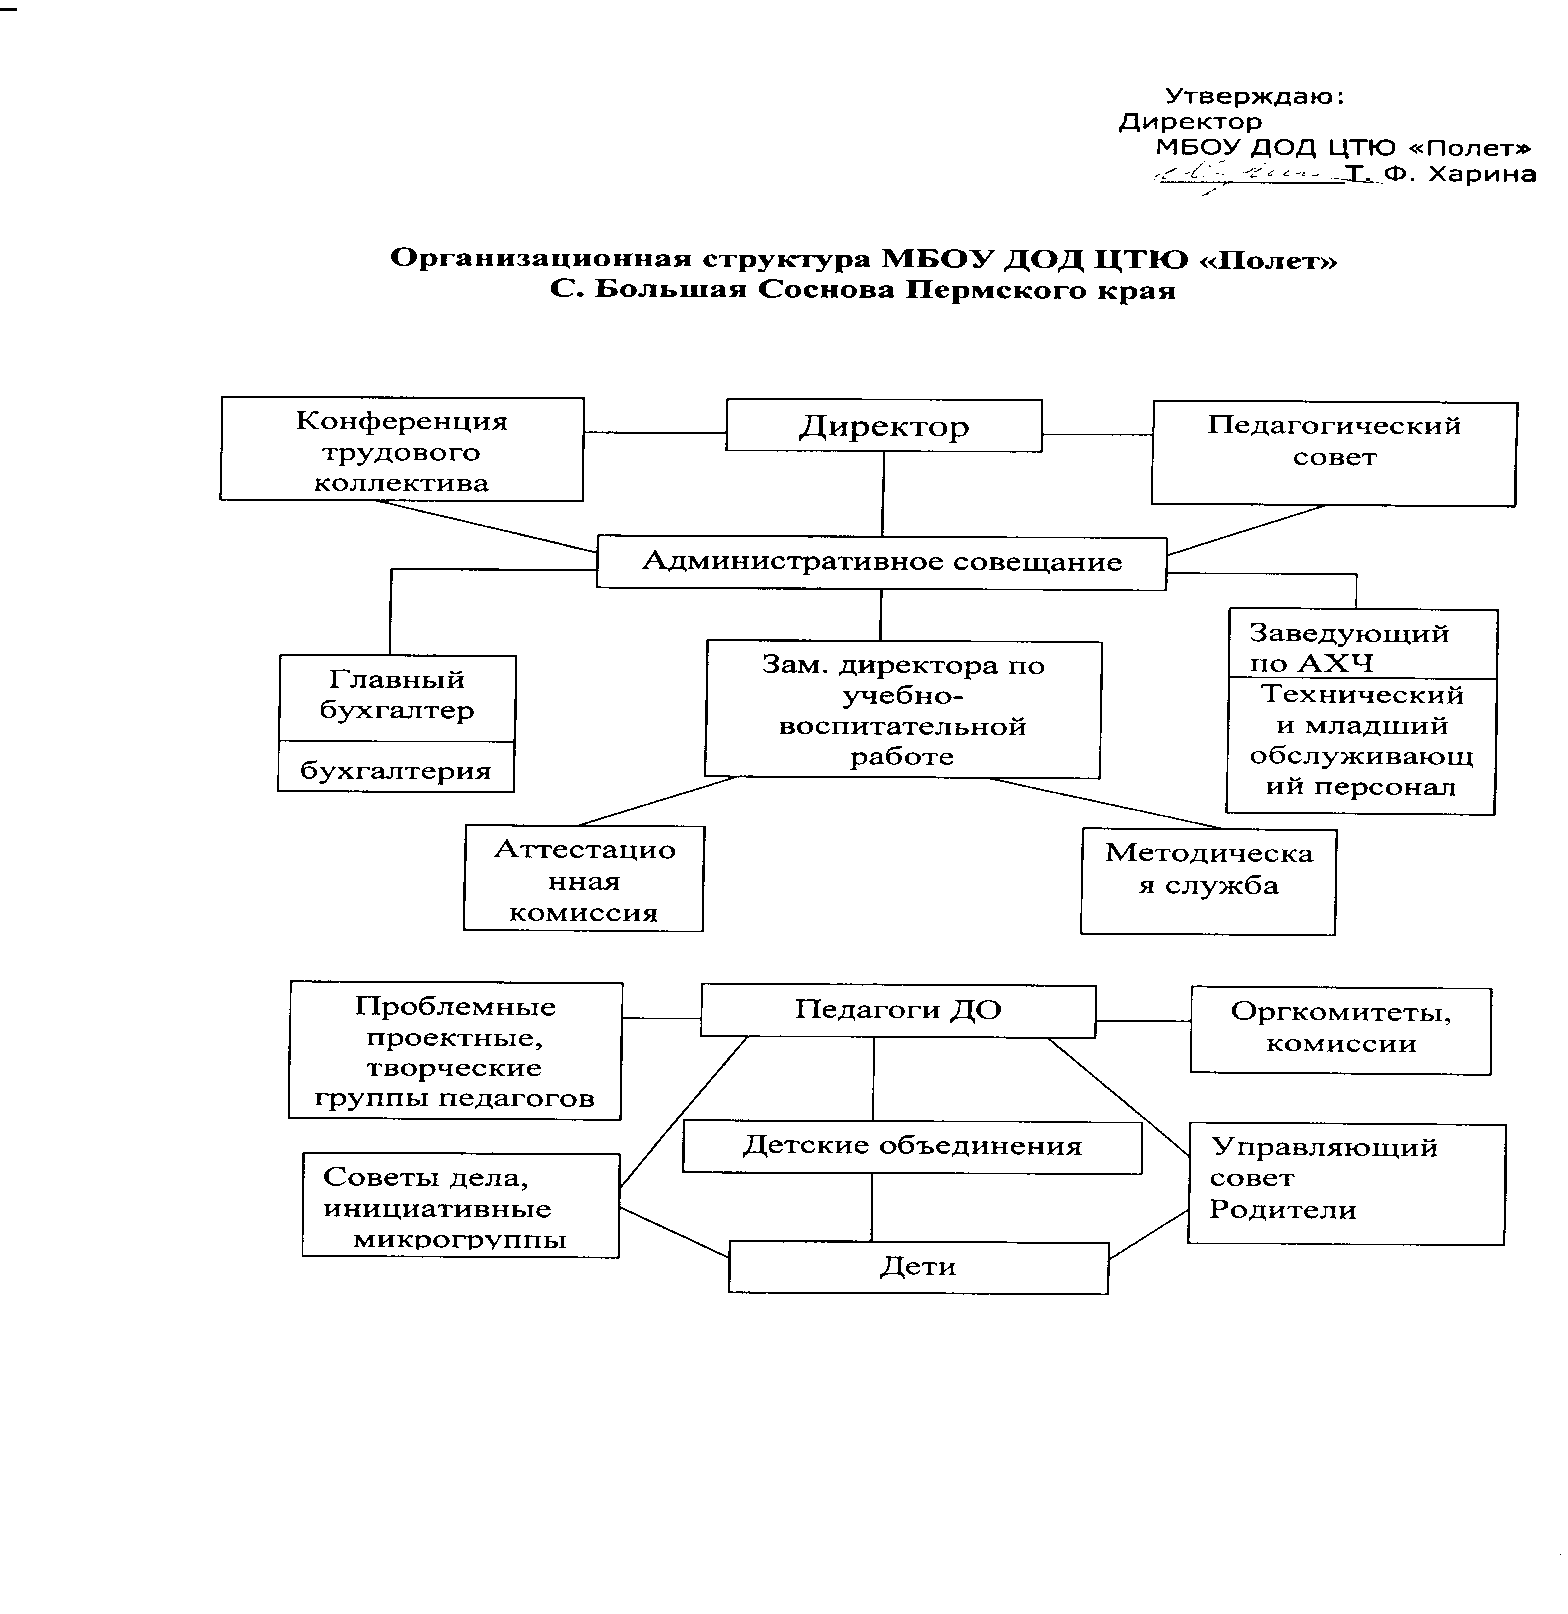 Утверждаю:
Директор
МБОУ ДОД ЦТЮ «Полет»
Т. Ф. Харина
Организационная структура МБОУ ДОД ЦТЮ «Полет»
С. Большая Соснова Пермского края
Конференция
трудового
коллектива
Директор
Педагогический
совет
Административное совещание
Главный
бухгалтер
бухгалтерия
Зам. директора по
учебно-
воспитательной
работе
Заведующий
по АХЧ
Технический
и младший
обслуживающ
ий персонал
Аттестацио
нная
комиссия
Методическа
я служба
Проблемные
проектные,
творческие
группы педагогов
Педагоги ДО
Оргкомитеты,
комиссии
Детские объединения
Советы дела,
инициативные
микрогруппы
Управляющий
совет
Родители
Дети